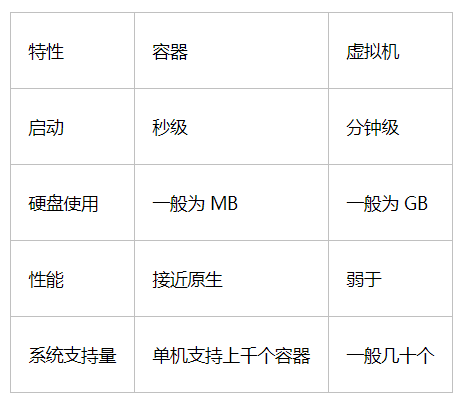 特性 容器 虚拟机
启动 秒级 分钟级
硬盘使用 一般为 MB 一般为 GB
性能 接近原生 弱于
系统支持量 单机支持上千个容器 一般几十个